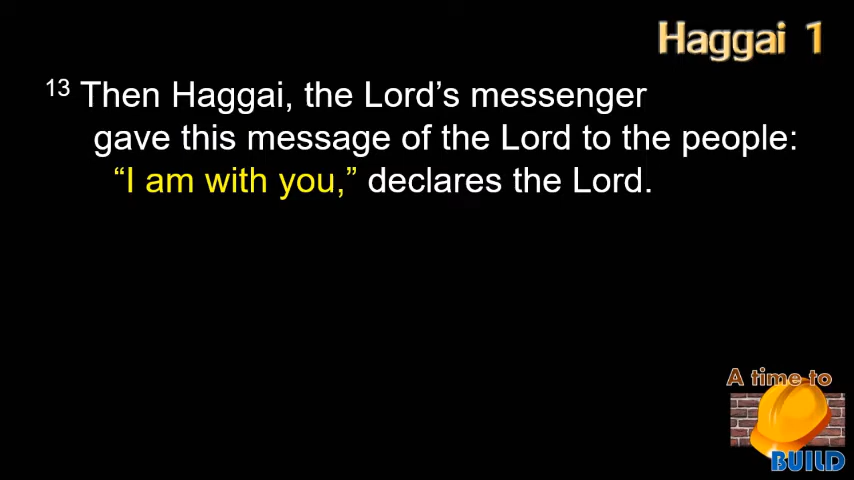 Haggai 1
13 Then Haggai, the Lord’s messenger
gave this message of the Lord to the people:
“I am with you,” declares the Lord.
A time to
BUILD